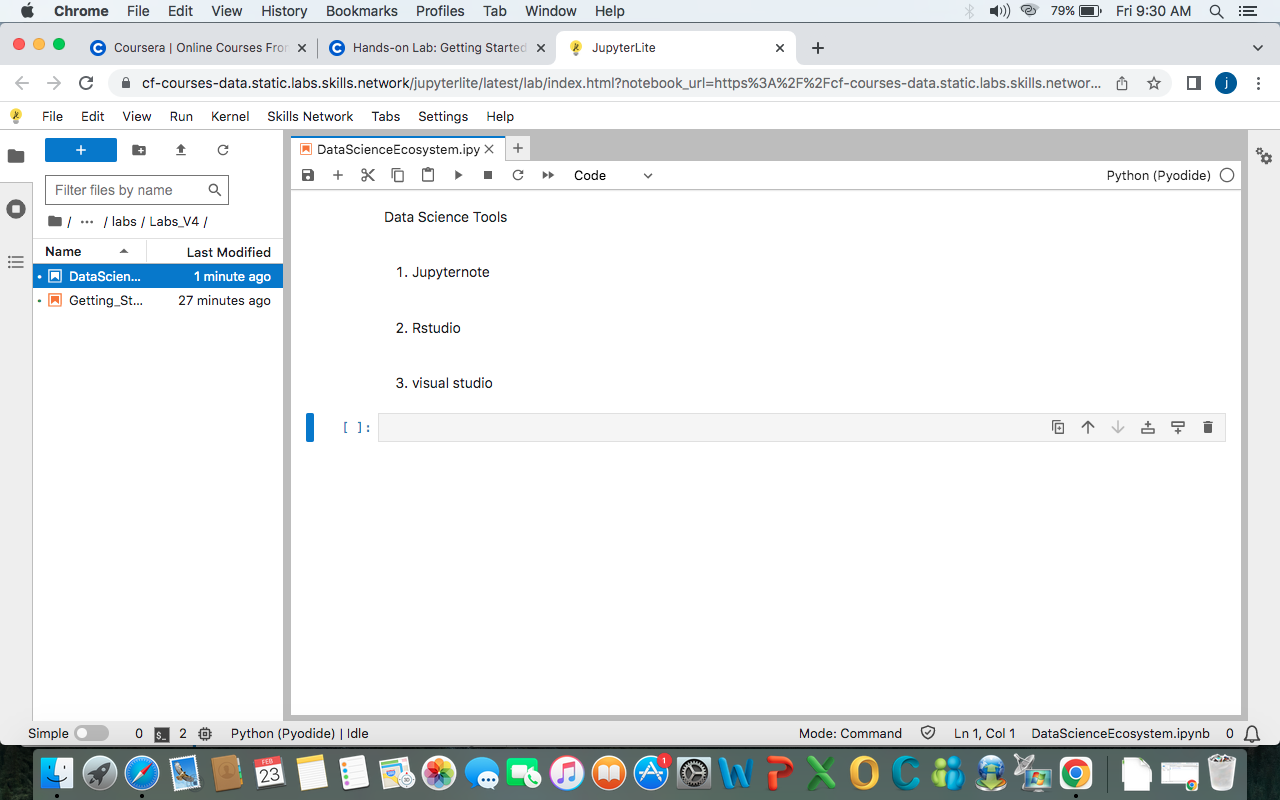 Chrome File Edit View History Bookmarks Profiles Tab Window Help 79% Fri 9:30 AM
Coursera | Online Courses Fro Hands-on Lab: Getting Started JupyterLite
cf-courses-data.static.labs.skills.network/jupyterlite/latest/lab/index.html?notebook_url=https%3A%2F%2Fcf-courses-data.static.labs.skills.networ... j
File Edit View Run Kernel Skills Network Tabs Settings Help
DataScienceEcosystem.ipy
Code Python (Pyodide)
Filter files by name
/ ··· / labs / Labs_V4 /
Name Last Modified
DataScien... 1 minute ago
Getting_St... 27 minutes ago
Data Science Tools
1. Jupyternote
2. Rstudio
3. visual studio
[ ]:
Simple 0 $_ 2 Python (Pyodide) | Idle Mode: Command Ln 1, Col 1 DataScienceEcosystem.ipynb 0
FEB
23
1